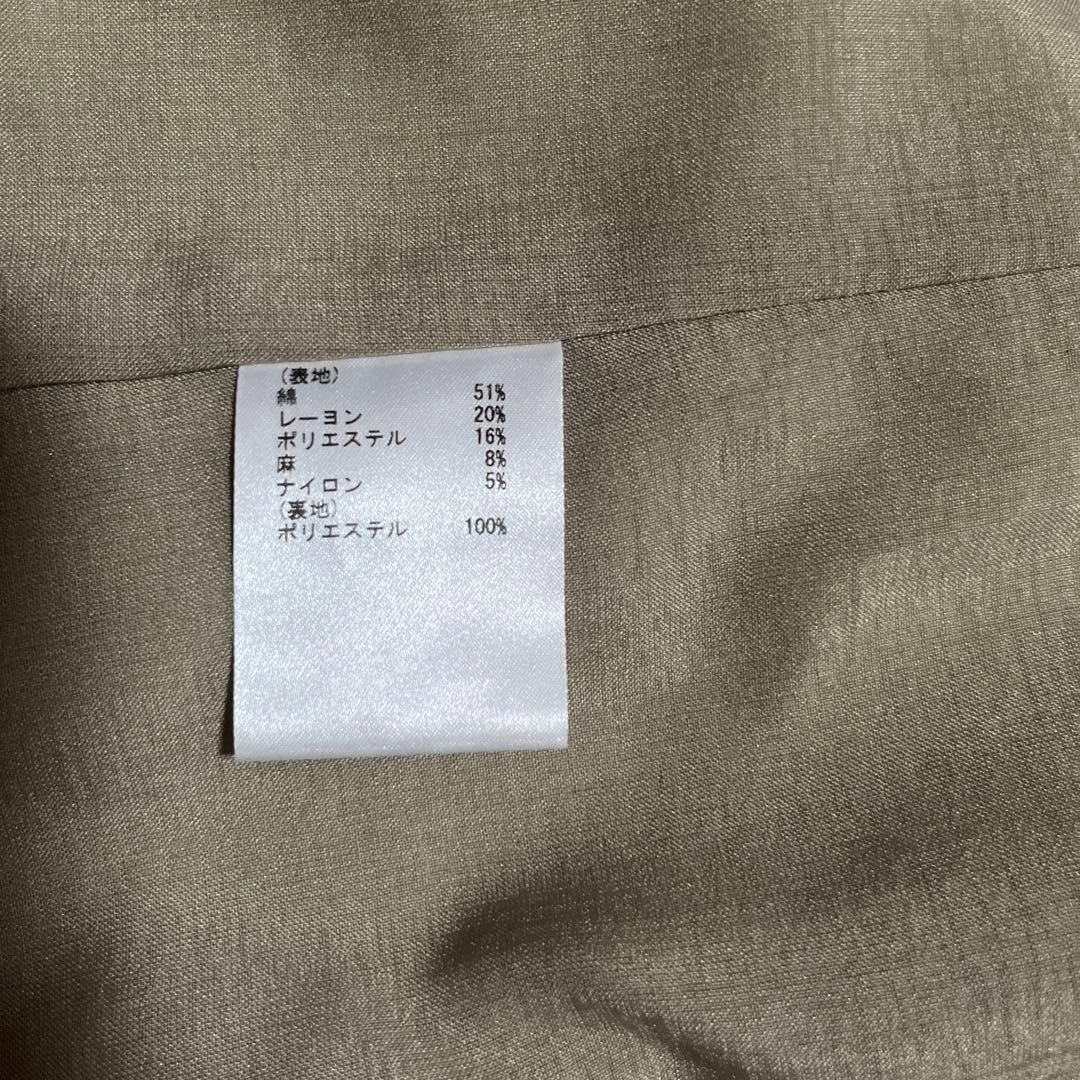 (表地)
綿 51%
レーヨン 20%
ポリエステル 16%
麻 8%
ナイロン 5%
(裏地)
ポリエステル 100%